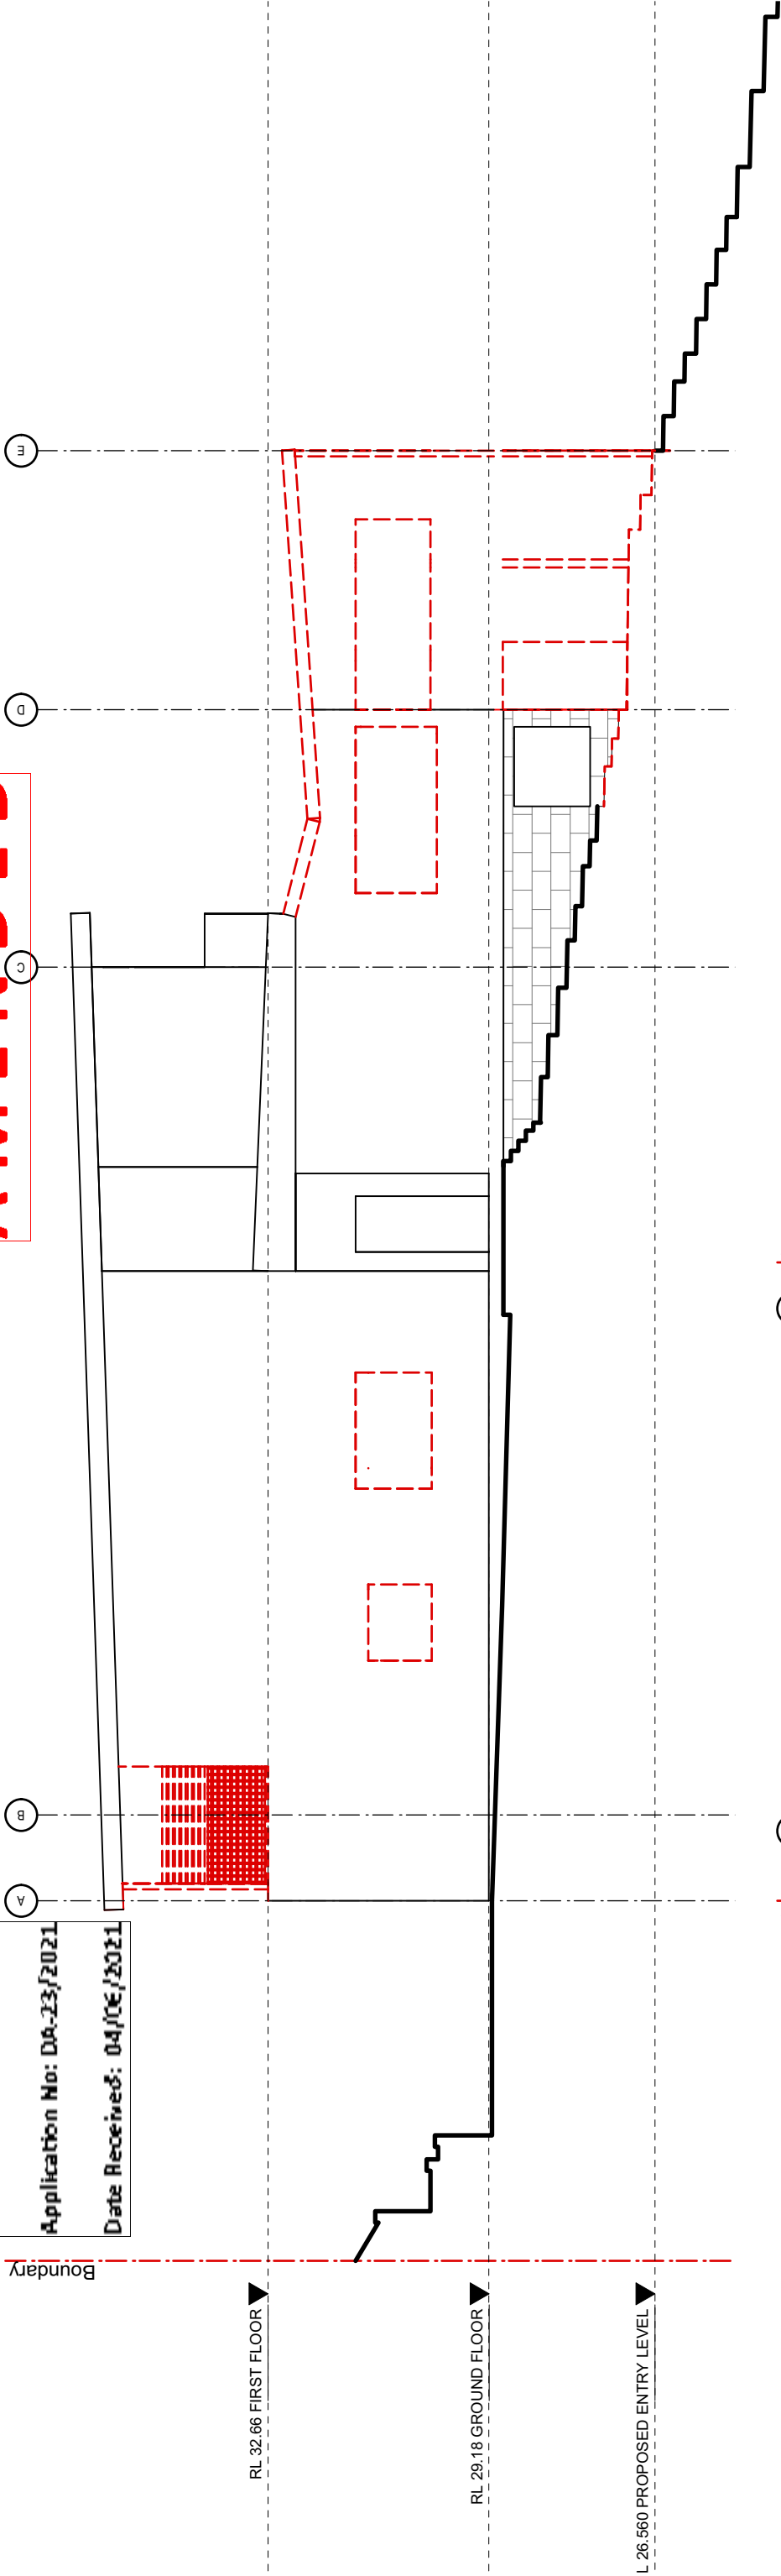 Application No: DA-23/2021
Date Received: 04/06/2021
Boundary
A
B
C
D
E
RL 32.66 FIRST FLOOR
RL 29.18 GROUND FLOOR
L 26.560 PROPOSED ENTRY LEVEL